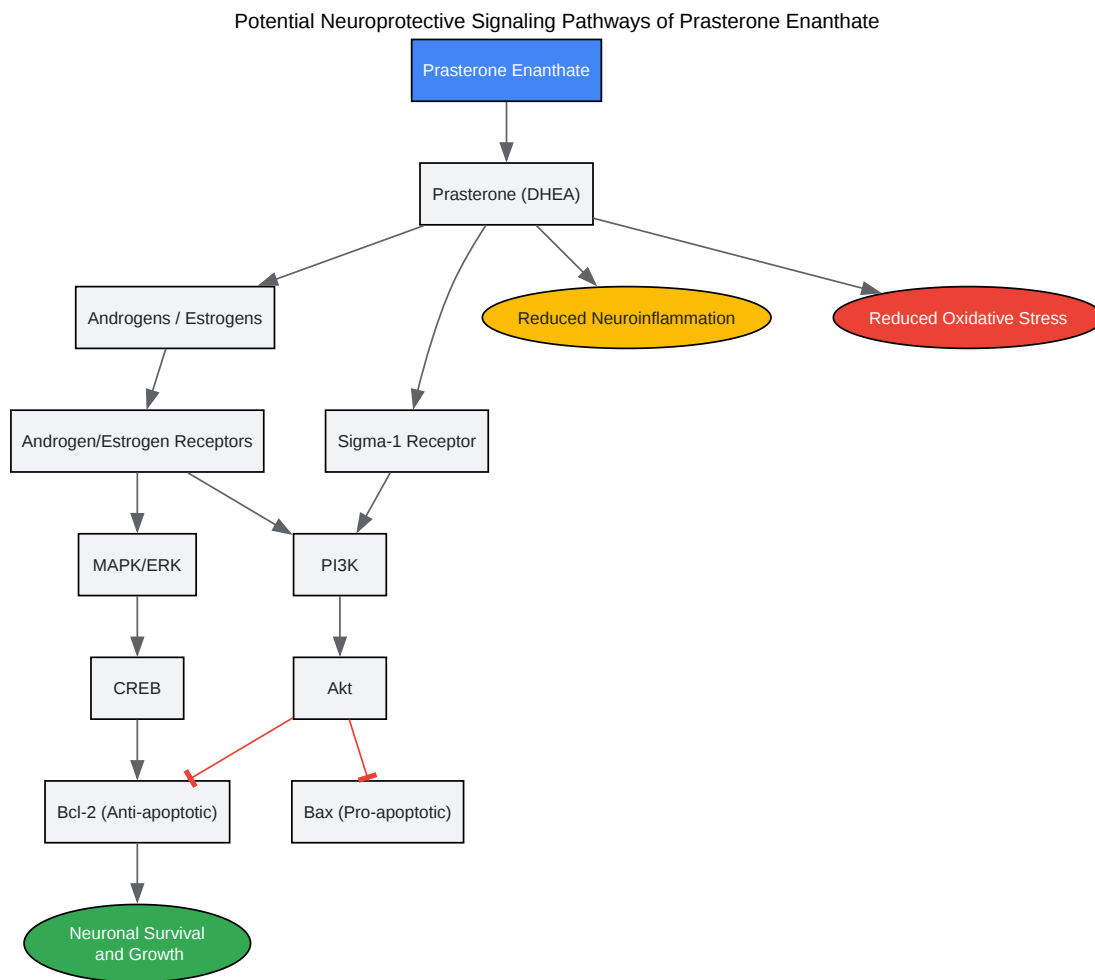 Potential Neuroprotective Signaling Pathways of Prasterone Enanthate
Prasterone Enanthate
Prasterone (DHEA)
Androgens / Estrogens
Reduced Neuroinflammation
Reduced Oxidative Stress
Androgen/Estrogen Receptors
Sigma-1 Receptor
MAPK/ERK
PI3K
CREB
Akt
Bcl-2 (Anti-apoptotic)
Bax (Pro-apoptotic)
Neuronal Survival
and Growth